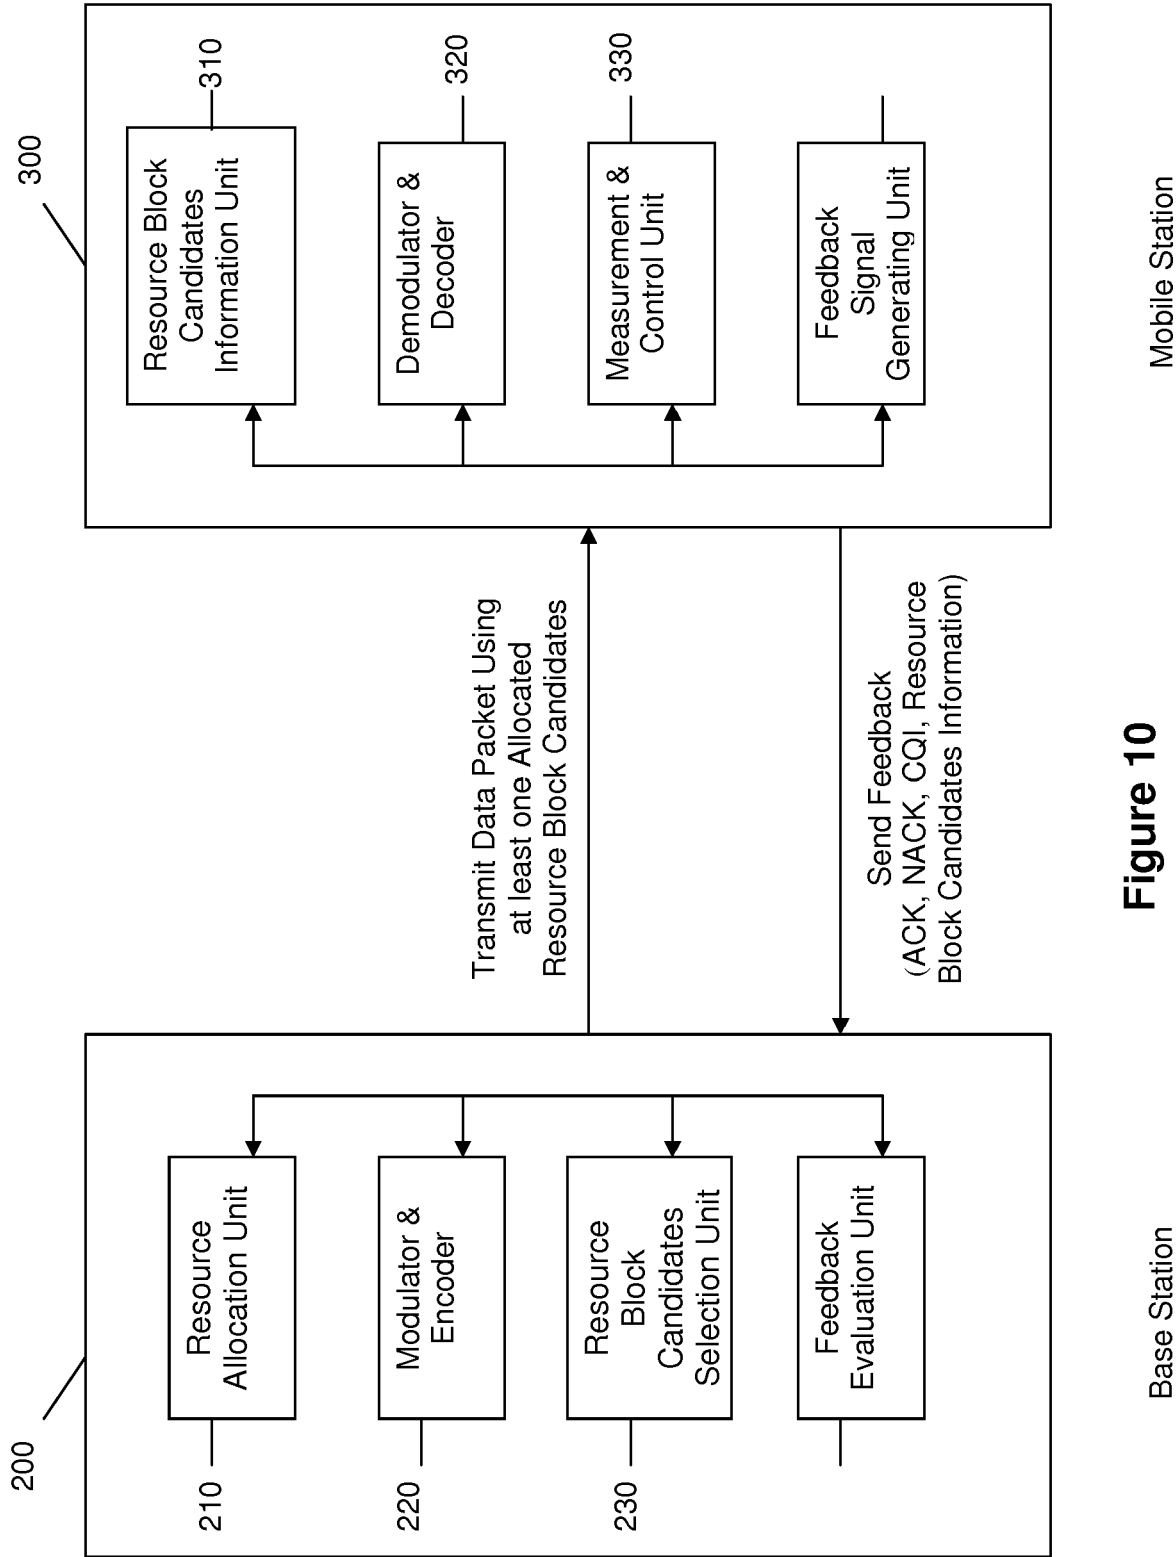 200
210
Resource
Allocation Unit
220
Modulator &
Encoder
230
Resource
Block
Candidates
Selection Unit
Feedback
Evaluation Unit
Base Station
Transmit Data Packet Using
at least one Allocated
Resource Block Candidates
Send Feedback
(ACK, NACK, CQI, Resource
Block Candidates Information)
300
Resource Block
Candidates
Information Unit
310
Demodulator &
Decoder
320
Measurement &
Control Unit
330
Feedback
Signal
Generating Unit
Mobile Station
Figure 10